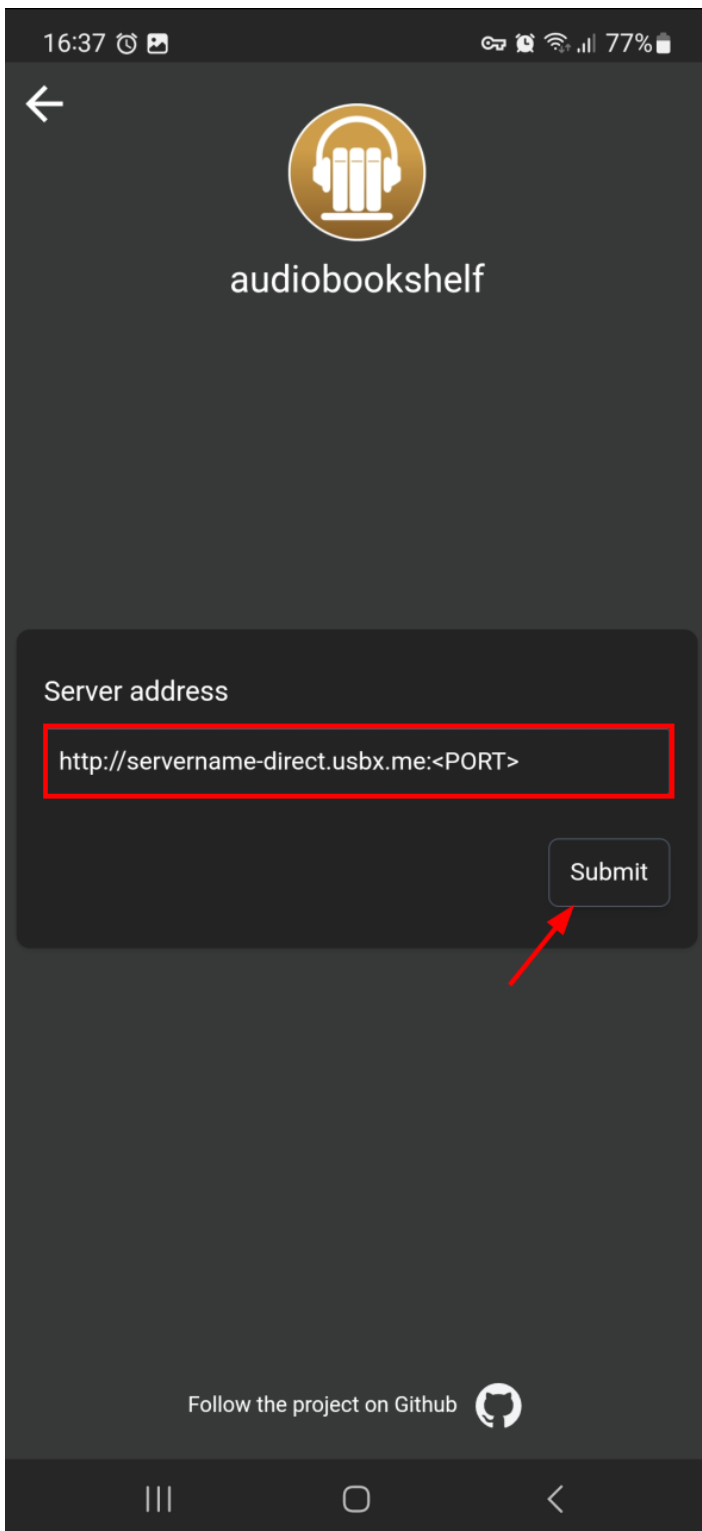 16:37 77%
audiobookshelf
Server address
http://servername-direct.usbx.me:<PORT>
Submit
Follow the project on Github